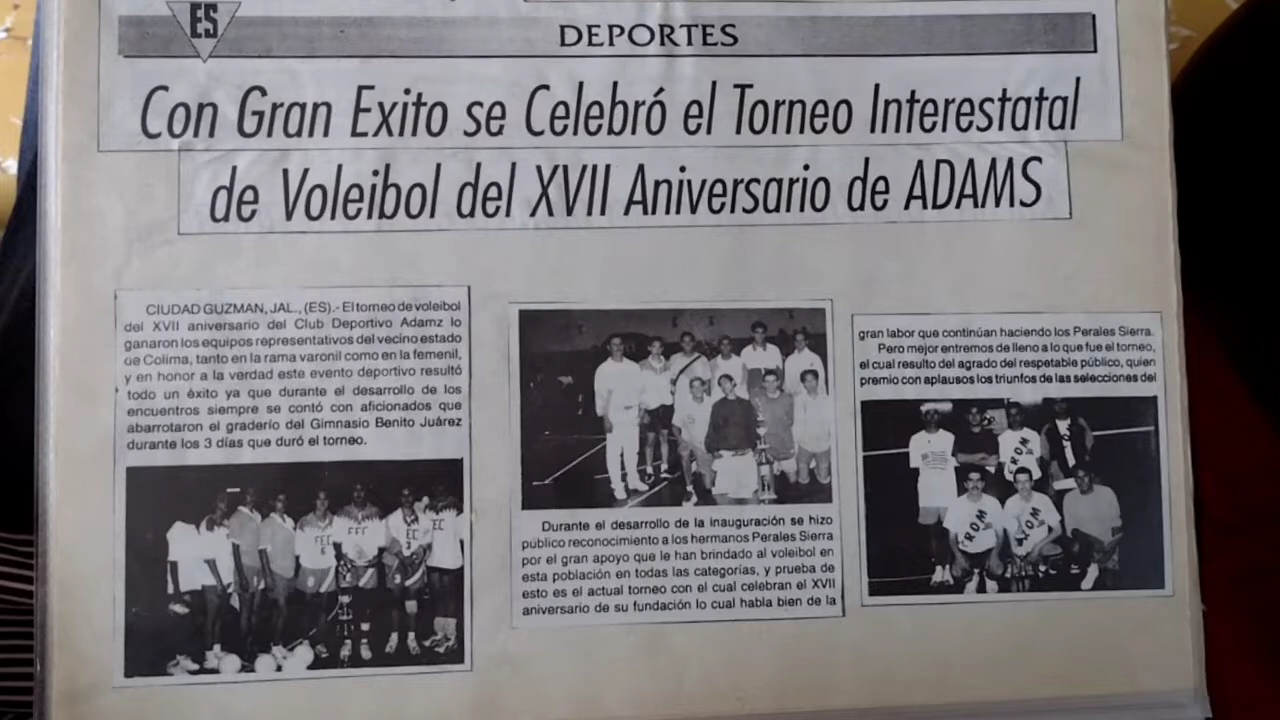 ES
DEPORTES
Con Gran Exito se Celebró el Torneo Interestatal
de Voleibol del XVII Aniversario de ADAMS
CIUDAD GUZMAN, JAL., (ES).- El torneo de voleibol
del XVII aniversario del Club Deportivo Adamz lo
ganaron los equipos representativos del vecino estado
de Colima, tanto en la rama varonil como en la femenil,
y en honor a la verdad este evento deportivo resultó
todo un éxito ya que durante el desarrollo de los
encuentros siempre se contó con aficionados que
abarrotaron el graderío del Gimnasio Benito Juárez
durante los 3 días que duró el torneo.
FEC
6
FEC
EC
3
EC
Durante el desarrollo de la inauguración se hizo
público reconocimiento a los hermanos Perales Sierra
por el gran apoyo que le han brindado al voleibol en
esta población en todas las categorías, y prueba de
esto es el actual torneo con el cual celebran el XVII
aniversario de su fundación lo cual habla bien de la
gran labor que continúan haciendo los Perales Sierra.
Pero mejor entremos de lleno a lo que fue el torneo,
el cual resulto del agrado del respetable público, quien
premio con aplausos los triunfos de las selecciones del
CROM
CROM